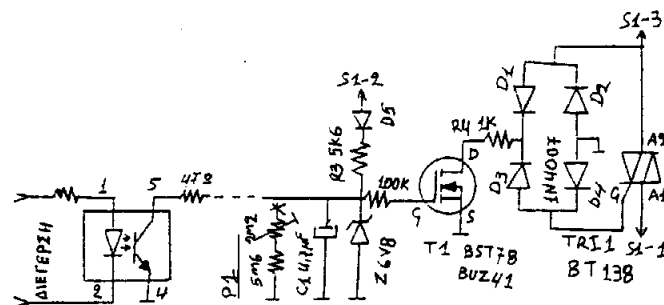 S1-3
S1-2
D1
D2
D5
R3 5K6
R4 1K
D
1
5
47Ω
100K
G
S
D3
1N4007
D4
G
A2
A1
ΔΙΕΓΕΡΣΗ
2
4
P1
2M2
5M6
C1 4,7μF
Z 6V8
T1 BST78
BUZ41
TRI1
S1-1
BT138